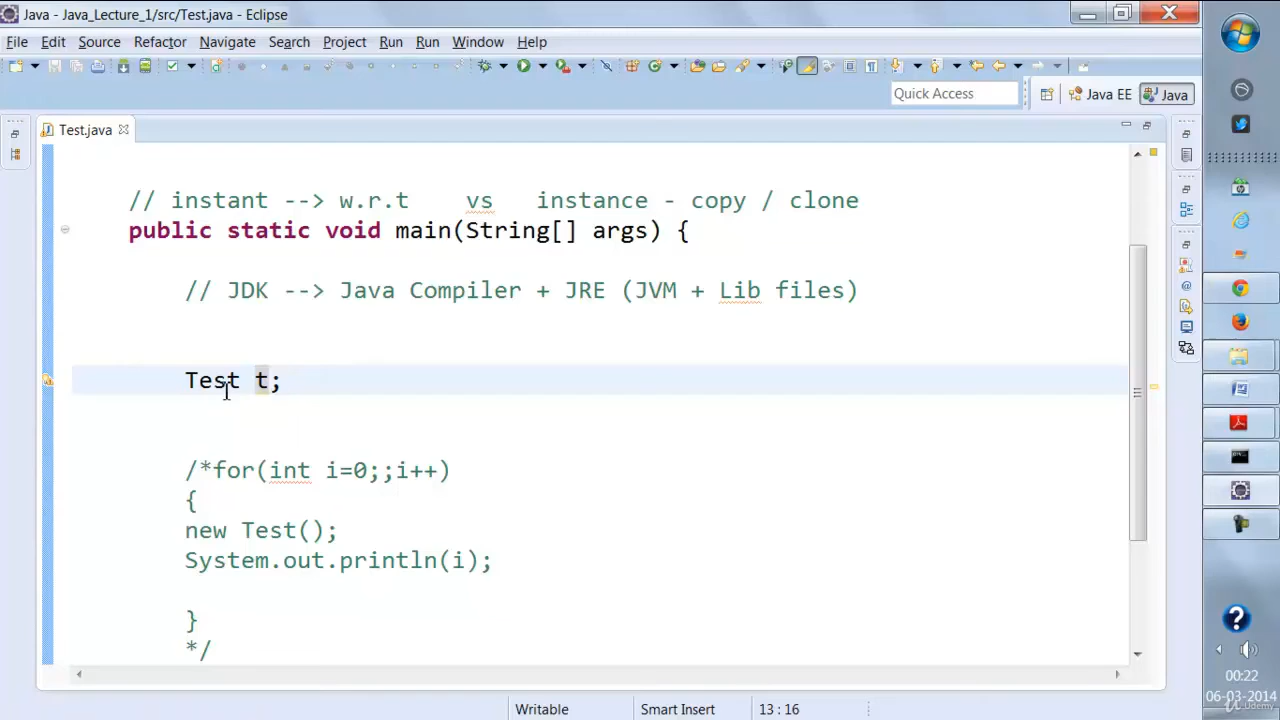 Java - Java_Lecture_1/src/Test.java - Eclipse
File Edit Source Refactor Navigate Search Project Run Run Window Help
Quick Access
Java EE
Java
Test.java
// instant --> w.r.t vs instance - copy / clone
public static void main(String[] args) {
// JDK --> Java Compiler + JRE (JVM + Lib files)
Test t;
/*for(int i=0;;i++)
{
new Test();
System.out.println(i);
}
*/
Writable
Smart Insert
13 : 16
00:22
06-03-2014
Udemy